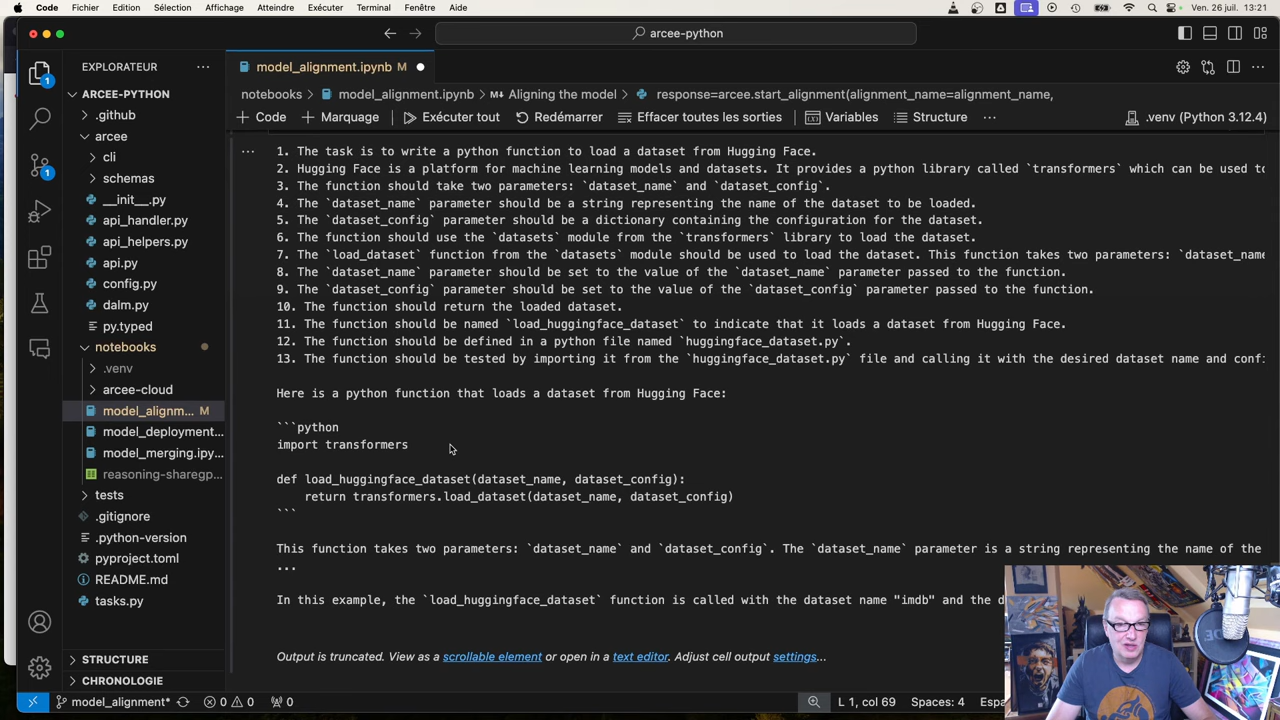 Code Fichier Édition Sélection Affichage Atteindre Exécuter Terminal Fenêtre Aide Ven. 26 juil. 13:21
arcee-python
EXPLORATEUR
model_alignment.ipynb M
ARCEE-PYTHON
notebooks model_alignment.ipynb Aligning the model response=arcee.start_alignment(alignment_name=alignment_name,
.github
Code Marquage Exécuter tout Redémarrer Effacer toutes les sorties Variables Structure .venv (Python 3.12.4)
arcee
cli
schemas
__init__.py
api_handler.py
api_helpers.py
api.py
config.py
dalm.py
py.typed
notebooks
.venv
arcee-cloud
model_alignm... M
model_deployment...
model_merging.ipy...
reasoning-sharegp...
tests
.gitignore
.python-version
pyproject.toml
README.md
tasks.py
STRUCTURE
CHRONOLOGIE
1
1
1. The task is to write a python function to load a dataset from Hugging Face.
2. Hugging Face is a platform for machine learning models and datasets. It provides a python library called `transformers` which can be used to
3. The function should take two parameters: `dataset_name` and `dataset_config`.
4. The `dataset_name` parameter should be a string representing the name of the dataset to be loaded.
5. The `dataset_config` parameter should be a dictionary containing the configuration for the dataset.
6. The function should use the `datasets` module from the `transformers` library to load the dataset.
7. The `load_dataset` function from the `datasets` module should be used to load the dataset. This function takes two parameters: `dataset_name
8. The `dataset_name` parameter should be set to the value of the `dataset_name` parameter passed to the function.
9. The `dataset_config` parameter should be set to the value of the `dataset_config` parameter passed to the function.
10. The function should return the loaded dataset.
11. The function should be named `load_huggingface_dataset` to indicate that it loads a dataset from Hugging Face.
12. The function should be defined in a python file named `huggingface_dataset.py`.
13. The function should be tested by importing it from the `huggingface_dataset.py` file and calling it with the desired dataset name and confi
Here is a python function that loads a dataset from Hugging Face:
```python
import transformers
def load_huggingface_dataset(dataset_name, dataset_config):
return transformers.load_dataset(dataset_name, dataset_config)
```
This function takes two parameters: `dataset_name` and `dataset_config`. The `dataset_name` parameter is a string representing the name of the
...
In this example, the `load_huggingface_dataset` function is called with the dataset name "imdb" and the d
Output is truncated. View as a scrollable element or open in a text editor. Adjust cell output settings...
model_alignment* 0 0 0 L 1, col 69 Spaces: 4 Espa